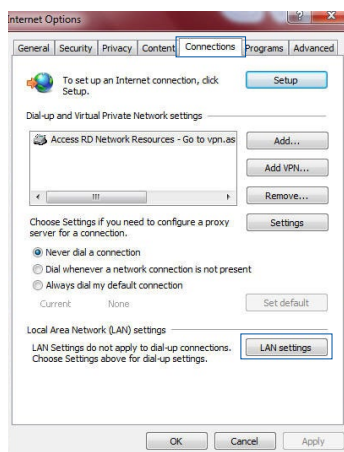 Internet Options
General Security Privacy Content Connections Programs Advanced
To set up an Internet connection, click
Setup.
Setup
Dial-up and Virtual Private Network settings
Access RD Network Resources - Go to vpn.as
Add...
Add VPN...
Remove...
Choose Settings if you need to configure a proxy
server for a connection.
Settings
Never dial a connection
Dial whenever a network connection is not present
Always dial my default connection
Current None
Set default
Local Area Network (LAN) settings
LAN Settings do not apply to dial-up connections.
Choose Settings above for dial-up settings.
LAN settings
OK Cancel Apply